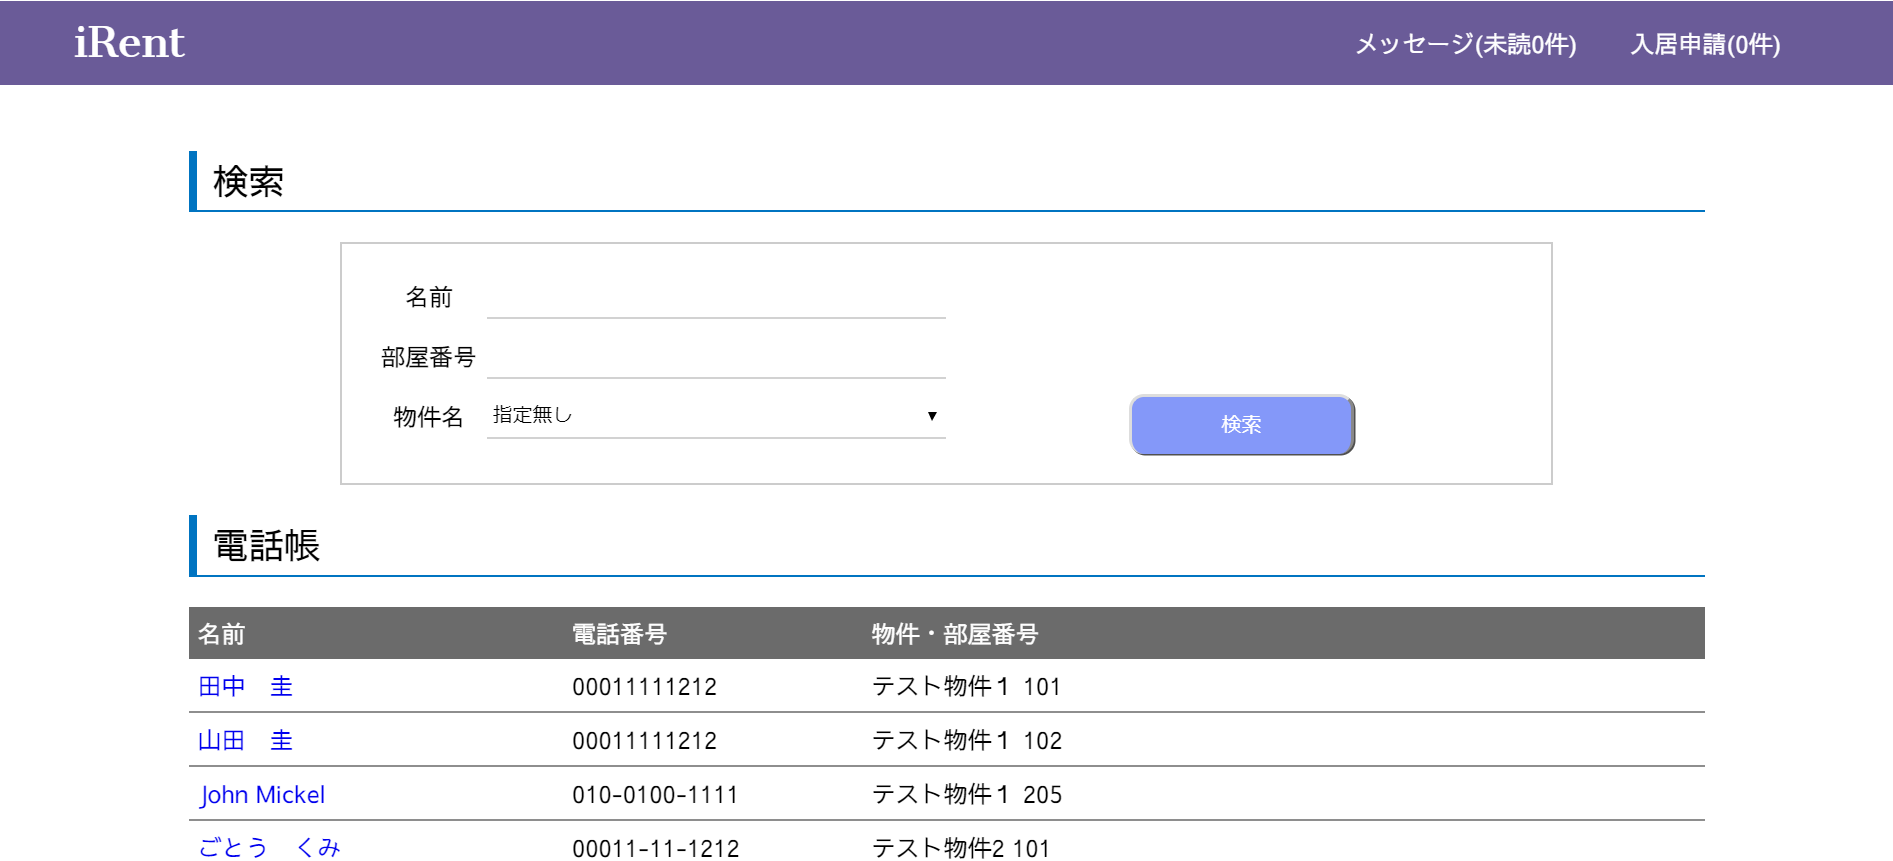 iRent メッセージ(未読0件) 入居申請(0件)
検索
名前
部屋番号
物件名 指定無し ▼
検索
電話帳
名前 電話番号 物件・部屋番号
田中　圭 00011111212 テスト物件１ 101
山田　圭 00011111212 テスト物件１ 102
John Mickel 010-0100-1111 テスト物件１ 205
ごとう　くみ 00011-11-1212 テスト物件2 101